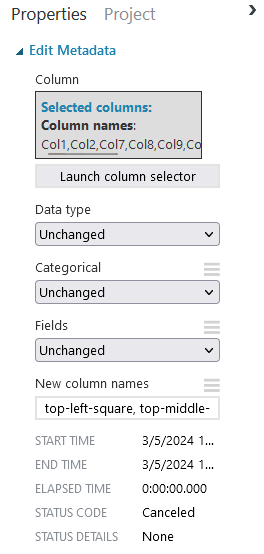 Properties Project
Edit Metadata
Column
Selected columns:
Column names:
Col1,Col2,Col7,Col8,Col9,Co
Launch column selector
Data type
Unchanged
Categorical
Unchanged
Fields
Unchanged
New column names
top-left-square, top-middle-
START TIME 3/5/2024 1...
END TIME 3/5/2024 1...
ELAPSED TIME 0:00:00.000
STATUS CODE Canceled
STATUS DETAILS None